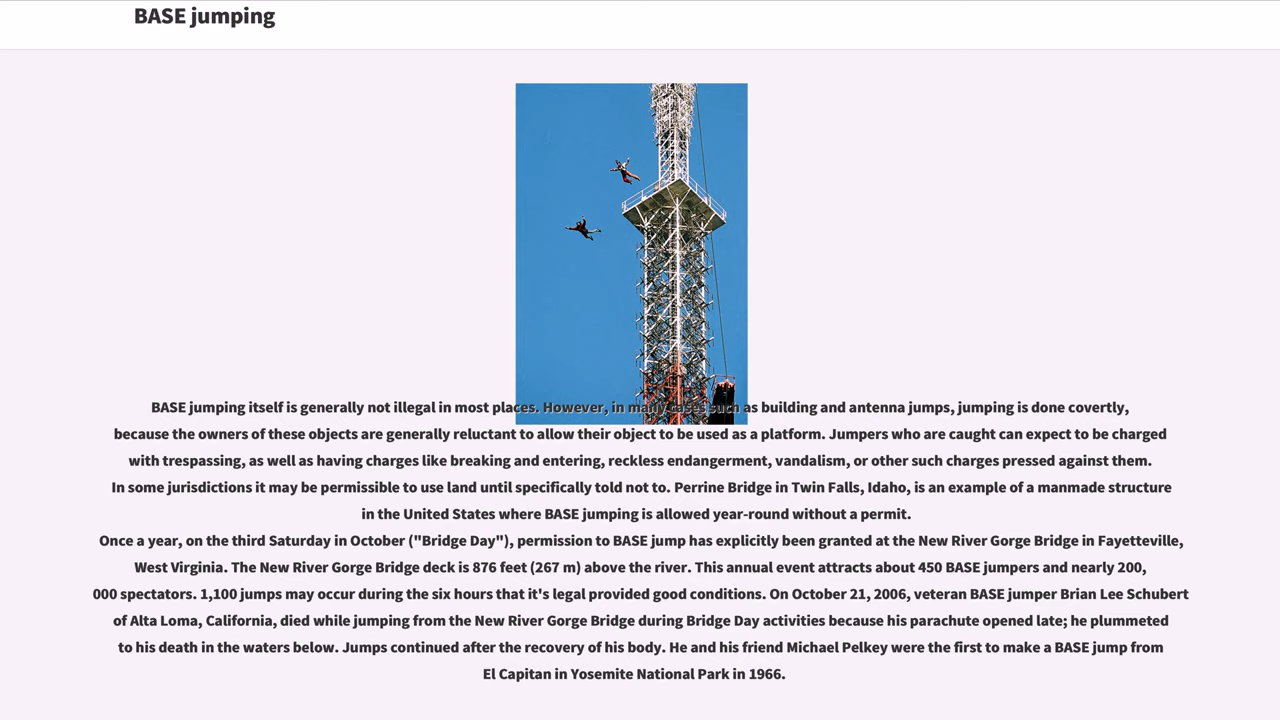 BASE jumping
BASE jumping itself is generally not illegal in most places. However, in many cases such as building and antenna jumps, jumping is done covertly,
because the owners of these objects are generally reluctant to allow their object to be used as a platform. Jumpers who are caught can expect to be charged
with trespassing, as well as having charges like breaking and entering, reckless endangerment, vandalism, or other such charges pressed against them.
In some jurisdictions it may be permissible to use land until specifically told not to. Perrine Bridge in Twin Falls, Idaho, is an example of a manmade structure
in the United States where BASE jumping is allowed year-round without a permit.
Once a year, on the third Saturday in October ("Bridge Day"), permission to BASE jump has explicitly been granted at the New River Gorge Bridge in Fayetteville,
West Virginia. The New River Gorge Bridge deck is 876 feet (267 m) above the river. This annual event attracts about 450 BASE jumpers and nearly 200,
000 spectators. 1,100 jumps may occur during the six hours that it's legal provided good conditions. On October 21, 2006, veteran BASE jumper Brian Lee Schubert
of Alta Loma, California, died while jumping from the New River Gorge Bridge during Bridge Day activities because his parachute opened late; he plummeted
to his death in the waters below. Jumps continued after the recovery of his body. He and his friend Michael Pelkey were the first to make a BASE jump from
El Capitan in Yosemite National Park in 1966.